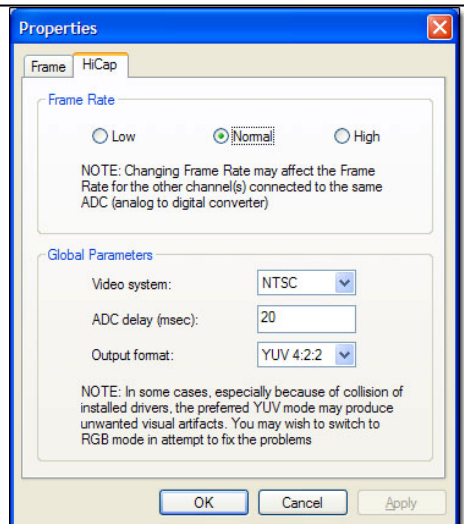 Properties
Frame HiCap
Frame Rate
Low Normal High
NOTE: Changing Frame Rate may affect the Frame
Rate for the other channel(s) connected to the same
ADC (analog to digital converter)
Global Parameters
Video system: NTSC
ADC delay (msec): 20
Output format: YUV 4:2:2
NOTE: In some cases, especially because of collision of
installed drivers, the preferred YUV mode may produce
unwanted visual artifacts. You may wish to switch to
RGB mode in attempt to fix the problems
OK Cancel Apply